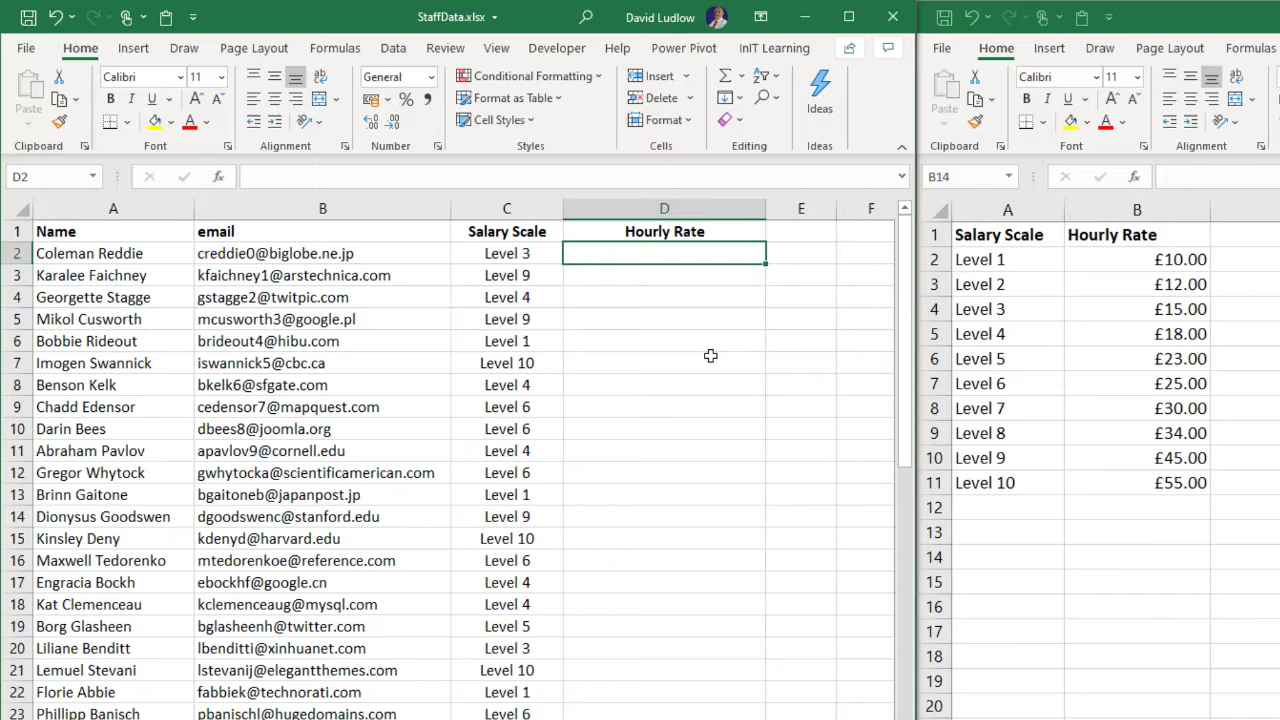 StaffData.xlsx
David Ludlow
File Home Insert Draw Page Layout Formulas Data Review View Developer Help Power Pivot InIT Learning
Paste
Calibri 11
B I U
General
Conditional Formatting
Format as Table
Cell Styles
Insert
Delete
Format
Ideas
Clipboard Font Alignment Number Styles Cells Editing Ideas
D2
fx
A B C D E F
1 Name email Salary Scale Hourly Rate
2 Coleman Reddie creddie0@biglobe.ne.jp Level 3
3 Karalee Faichney kfaichney1@arstechnica.com Level 9
4 Georgette Stagge gstagge2@twitpic.com Level 4
5 Mikol Cusworth mcusworth3@google.pl Level 9
6 Bobbie Rideout brideout4@hibu.com Level 1
7 Imogen Swannick iswannick5@cbc.ca Level 10
8 Benson Kelk bkelk6@sfgate.com Level 4
9 Chadd Edensor cedensor7@mapquest.com Level 6
10 Darin Bees dbees8@joomla.org Level 6
11 Abraham Pavlov apavlov9@cornell.edu Level 4
12 Gregor Whytock gwhytocka@scientificamerican.com Level 6
13 Brinn Gaitone bgaitoneb@japanpost.jp Level 1
14 Dionysus Goodswen dgoodswenc@stanford.edu Level 9
15 Kinsley Deny kdenyd@harvard.edu Level 10
16 Maxwell Tedorenko mtedorenkoe@reference.com Level 6
17 Engracia Bockh ebockhf@google.cn Level 4
18 Kat Clemenceau kclemenceaug@mysql.com Level 4
19 Borg Glasheen bglasheenh@twitter.com Level 5
20 Liliane Benditt lbenditti@xinhuanet.com Level 3
21 Lemuel Stevani lstevanij@elegantthemes.com Level 10
22 Florie Abbie fabbiek@technorati.com Level 1
23 Phillipp Banisch pbanischl@hugedomains.com Level 6
File Home Insert Draw Page Layout Formulas
Paste
Calibri 11
B I U
Clipboard Font Alignment
B14
fx
A B
1 Salary Scale Hourly Rate
2 Level 1 £10.00
3 Level 2 £12.00
4 Level 3 £15.00
5 Level 4 £18.00
6 Level 5 £23.00
7 Level 6 £25.00
8 Level 7 £30.00
9 Level 8 £34.00
10 Level 9 £45.00
11 Level 10 £55.00
12
13
14
15
16
17
18
19
20